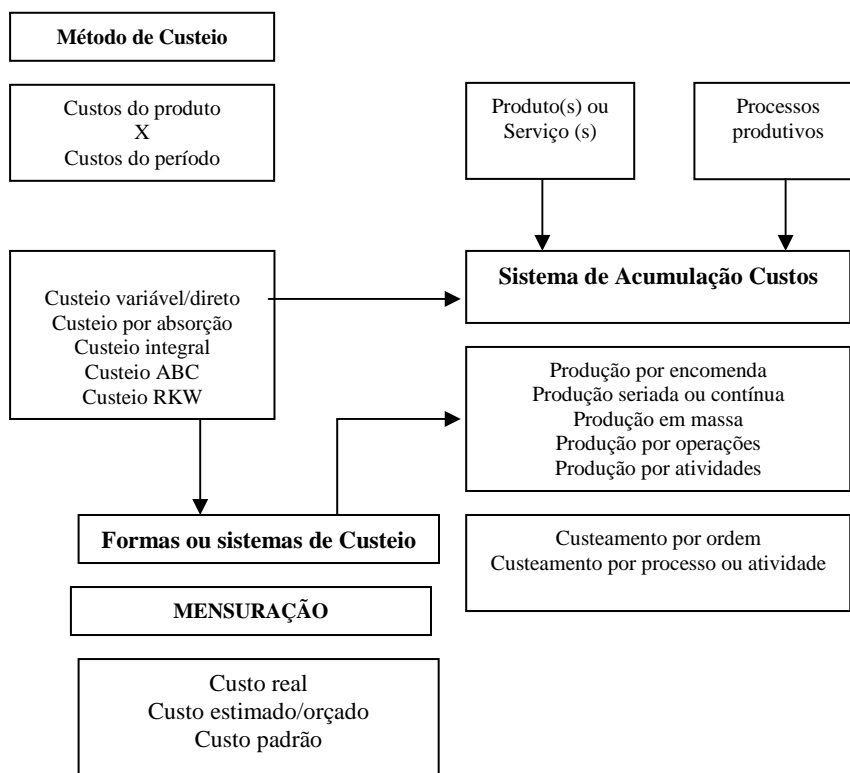 Método de Custeio
Custos do produto
X
Custos do período
Produto(s) ou
Serviço (s)
Processos
produtivos
Custeio variável/direto
Custeio por absorção
Custeio integral
Custeio ABC
Custeio RKW
Sistema de Acumulação Custos
Produção por encomenda
Produção seriada ou contínua
Produção em massa
Produção por operações
Produção por atividades
Formas ou sistemas de Custeio
Custeamento por ordem
Custeamento por processo ou atividade
MENSURAÇÃO
Custo real
Custo estimado/orçado
Custo padrão